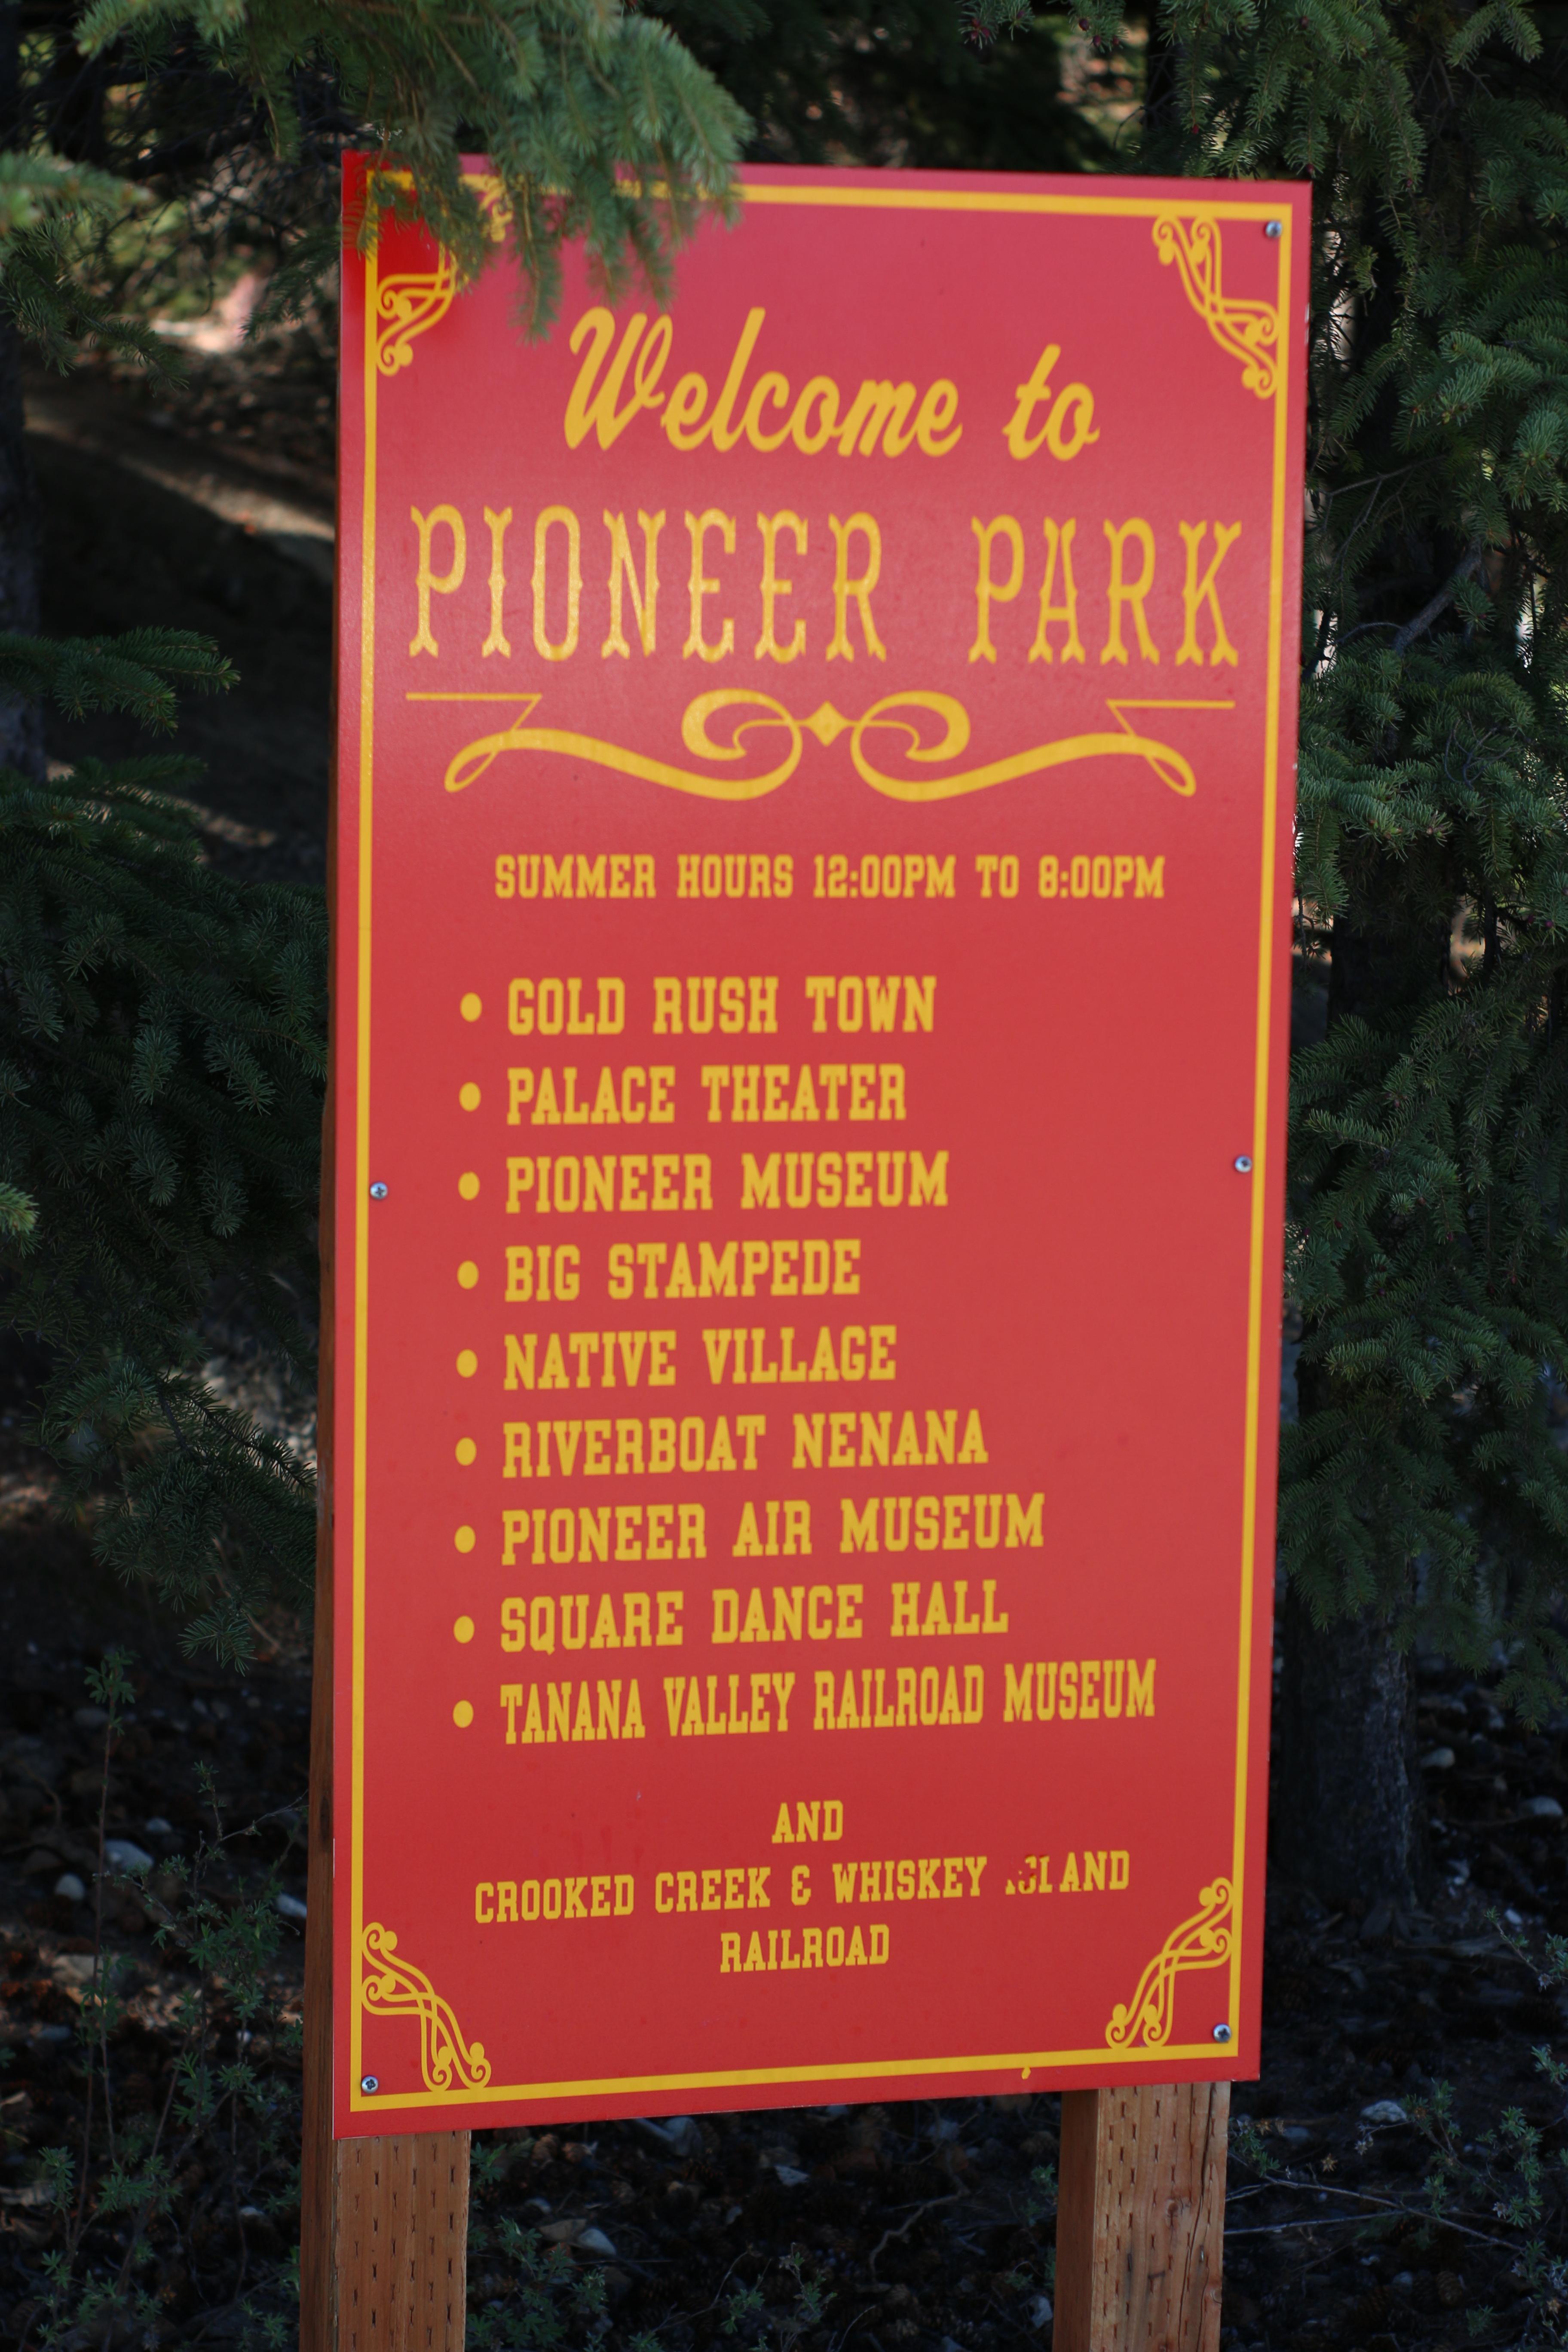 Welcome to
PIONEER PARK
SUMMER HOURS 12:00PM TO 8:00PM
• GOLD RUSH TOWN
• PALACE THEATER
• PIONEER MUSEUM
• BIG STAMPEDE
• NATIVE VILLAGE
• RIVERBOAT NENANA
• PIONEER AIR MUSEUM
• SQUARE DANCE HALL
• TANANA VALLEY RAILROAD MUSEUM
AND
CROOKED CREEK & WHISKEY ISLAND
RAILROAD